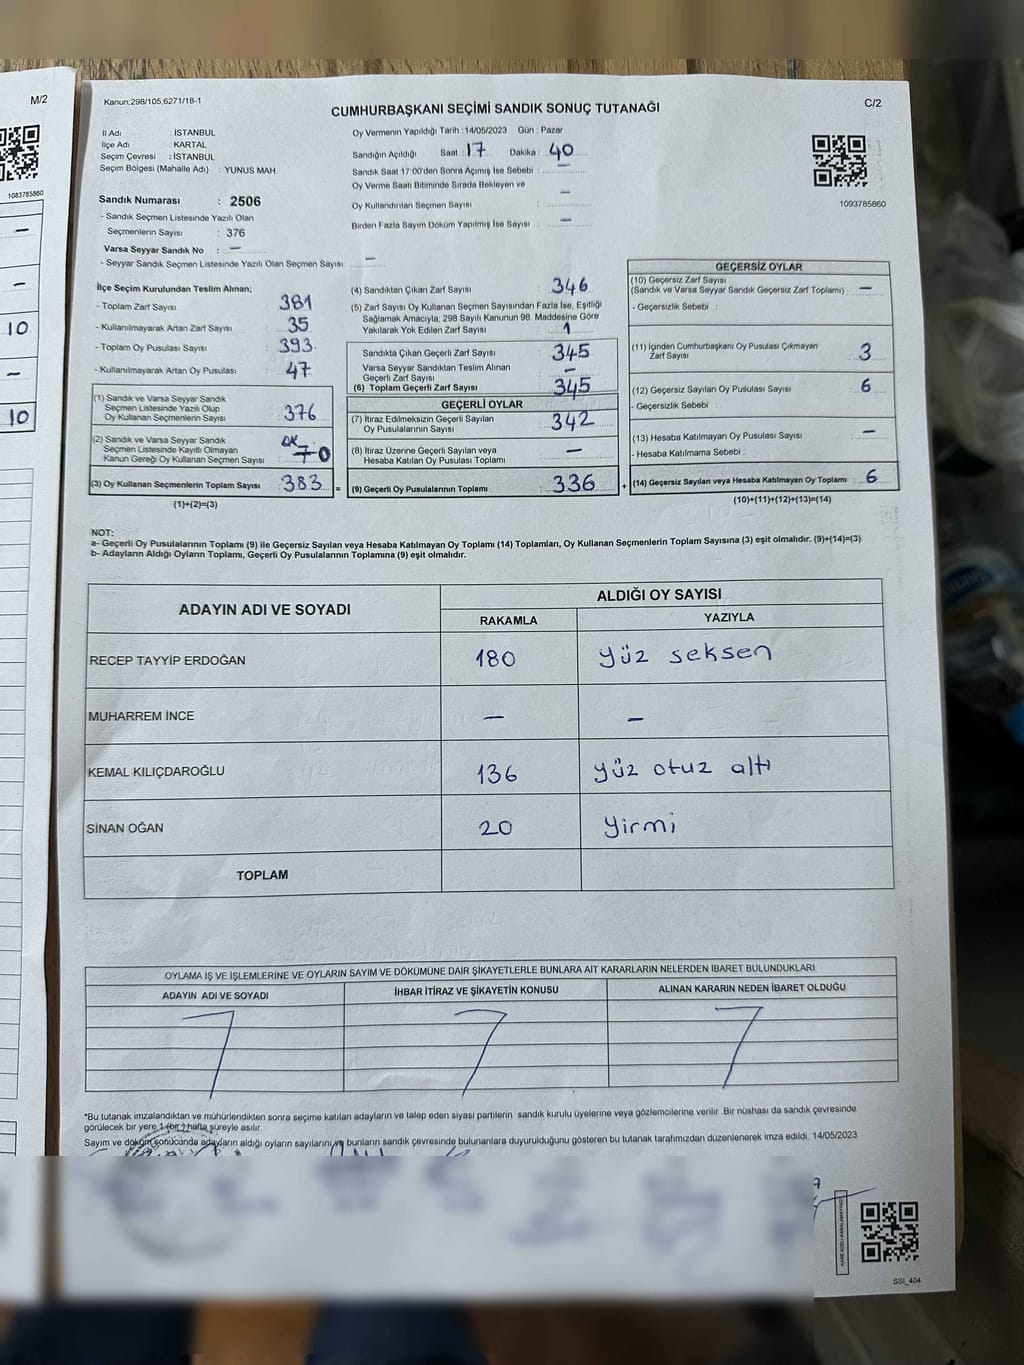 M/2
1083785860
—
—
10
—
10
Kanun;298/105,6271/18-1
CUMHURBAŞKANI SEÇİMİ SANDIK SONUÇ TUTANAĞI
C/2
İl Adı : İSTANBUL
İlçe Adı : KARTAL
Seçim Çevresi : İSTANBUL
Seçim Bölgesi (Mahalle Adı) : YUNUS MAH.
Oy Vermenin Yapıldığı Tarih : 14/05/2023 Gün : Pazar
Sandığın Açıldığı Saat 17 Dakika : 40
Sandık Saat 17:00'den Sonra Açımış İse Sebebi : —
Oy Verme Saati Bitiminde Sırada Bekleyen ve
Oy Kullandırılan Seçmen Sayısı : —
Birden Fazla Sayım Döküm Yapılmış İse Sayısı : —
1093785860
Sandık Numarası : 2506
- Sandık Seçmen Listesinde Yazılı Olan
Seçmenlerin Sayısı : 376
Varsa Seyyar Sandık No : —
- Seyyar Sandık Seçmen Listesinde Yazılı Olan Seçmen Sayısı: —
İlçe Seçim Kurulundan Teslim Alınan;
- Toplam Zarf Sayısı : 381
- Kullanılmayarak Artan Zarf Sayısı : 35
- Toplam Oy Pusulası Sayısı : 393
- Kullanılmayarak Artan Oy Pusulası : 47
(1) Sandık ve Varsa Seyyar Sandık
Seçmen Listesinde Yazılı Olup
Oy Kullanan Seçmenlerin Sayısı : 376
(2) Sandık ve Varsa Seyyar Sandık
Seçmen Listesinde Kayıtlı Olmayan
Kanun Gereği Oy Kullanan Seçmen Sayısı :
(3) Oy Kullanan Seçmenlerin Toplam Sayısı : 383
(1)+(2)=(3)
(4) Sandıktan Çıkan Zarf Sayısı : 346
(5) Zarf Sayısı Oy Kullanan Seçmen Sayısından Fazla İse, Eşitliği
Sağlamak Amacıyla, 298 Sayılı Kanunun 98. Maddesine Göre
Yakılarak Yok Edilen Zarf Sayısı : 1
Sandıkta Çıkan Geçerli Zarf Sayısı : 345
Varsa Seyyar Sandıktan Teslim Alınan
Geçerli Zarf Sayısı : —
(6) Toplam Geçerli Zarf Sayısı : 345
GEÇERLİ OYLAR
(7) İtiraz Edilmeksizin Geçerli Sayılan
Oy Pusulalarının Sayısı : 342
(8) İtiraz Üzerine Geçerli Sayılan veya
Hesaba Katılan Oy Pusulası Toplamı : —
= (9) Geçerli Oy Pusulalarının Toplamı : 336
GEÇERSİZ OYLAR
(10) Geçersiz Zarf Sayısı
(Sandık ve Varsa Seyyar Sandık Geçersiz Zarf Toplamı) : —
- Geçersizlik Sebebi :
(11) İçinden Cumhurbaşkanı Oy Pusulası Çıkmayan
Zarf Sayısı : 3
(12) Geçersiz Sayılan Oy Pusulası Sayısı : 6
- Geçersizlik Sebebi :
(13) Hesaba Katılmayan Oy Pusulası Sayısı : —
- Hesaba Katılmama Sebebi :
+ (14) Geçersiz Sayılan veya Hesaba Katılmayan Oy Toplamı : 6
(10)+(11)+(12)+(13)=(14)
NOT:
a- Geçerli Oy Pusulalarının Toplamı (9) ile Geçersiz Sayılan veya Hesaba Katılmayan Oy Toplamı (14) Toplamları, Oy Kullanan Seçmenlerin Toplam Sayısına (3) eşit olmalıdır. (9)+(14)=(3)
b- Adayların Aldığı Oyların Toplamı, Geçerli Oy Pusulalarının Toplamına (9) eşit olmalıdır.
ADAYIN ADI VE SOYADI
ALDIĞI OY SAYISI
RAKAMLA YAZIYLA
RECEP TAYYİP ERDOĞAN 180 yüz seksen
MUHARREM İNCE — —
KEMAL KILIÇDAROĞLU 136 yüz otuz altı
SİNAN OĞAN 20 yirmi
TOPLAM
OYLAMA İŞ VE İŞLEMLERİNE VE OYLARIN SAYIM VE DÖKÜMÜNE DAİR ŞİKAYETLERLE BUNLARA AİT KARARLARIN NELERDEN İBARET BULUNDUKLARI
ADAYIN ADI VE SOYADI İHBAR İTİRAZ VE ŞİKAYETİN KONUSU ALINAN KARARIN NEDEN İBARET OLDUĞU
*Bu tutanak imzalandıktan ve mühürlendikten sonra seçime katılan adayların ve talep eden siyasi partilerin sandık kurulu üyelerine veya gözlemcilerine verilir .Bir nüshası da sandık çevresinde
görülecek bir yere 1 (bir) hafta süreyle asılır.
Sayım ve döküm sonucunda adayların aldığı oyların sayılarını ve bunların sandık çevresinde bulunanlara duyurulduğunu gösteren bu tutanak tarafımızdan düzenlenerek imza edildi. 14/05/2023
SSI_404